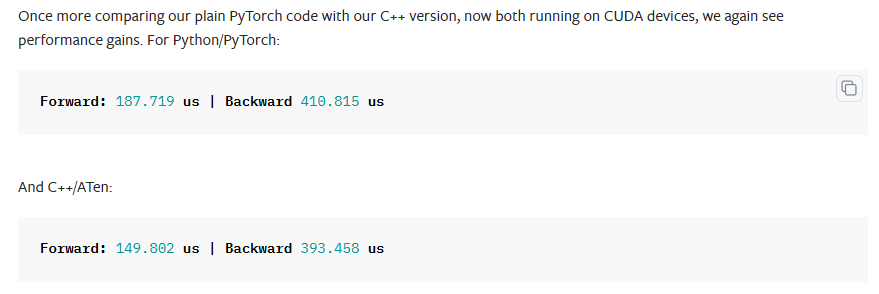 Once more comparing our plain PyTorch code with our C++ version, now both running on CUDA devices, we again see
performance gains. For Python/PyTorch:
Forward: 187.719 us | Backward 410.815 us
And C++/ATen:
Forward: 149.802 us | Backward 393.458 us